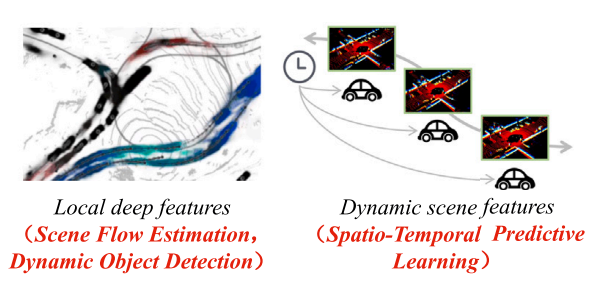 Local deep features
（Scene Flow Estimation，
Dynamic Object Detection）
Dynamic scene features
（Spatio-Temporal Predictive
Learning）